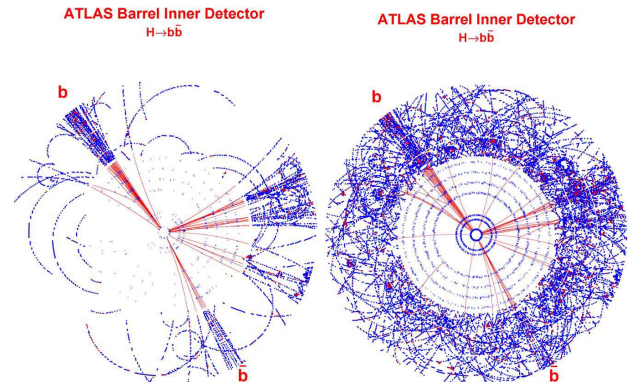 ATLAS Barrel Inner Detector
H→bb̄
b
b̄
ATLAS Barrel Inner Detector
H→bb̄
b
b̄